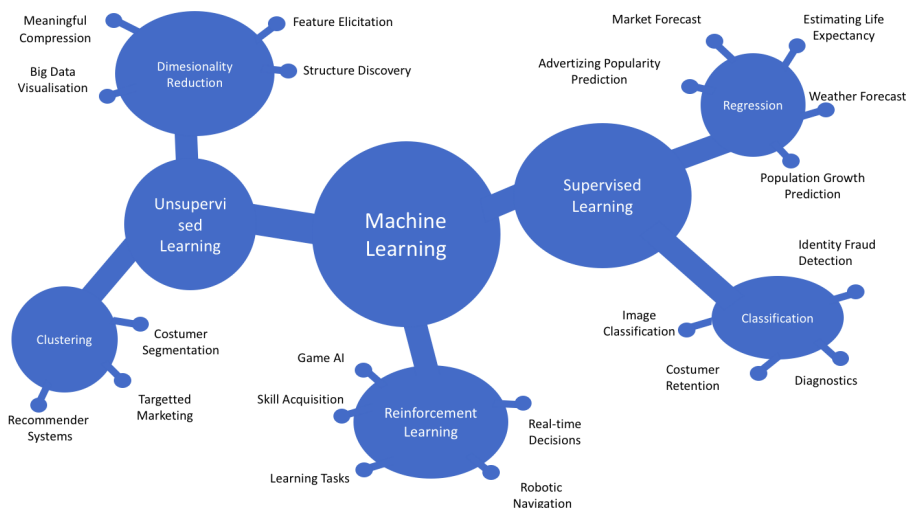 Meaningful
Compression
Feature Elicitation
Dimesionality
Reduction
Big Data
Visualisation
Structure Discovery
Unsupervi
sed
Learning
Clustering
Costumer
Segmentation
Targetted
Marketing
Recommender
Systems
Machine
Learning
Game AI
Skill Acquisition
Reinforcement
Learning
Learning Tasks
Real-time
Decisions
Robotic
Navigation
Supervised
Learning
Market Forecast
Estimating Life
Expectancy
Advertizing Popularity
Prediction
Regression
Weather Forecast
Population Growth
Prediction
Identity Fraud
Detection
Image
Classification
Classification
Costumer
Retention
Diagnostics